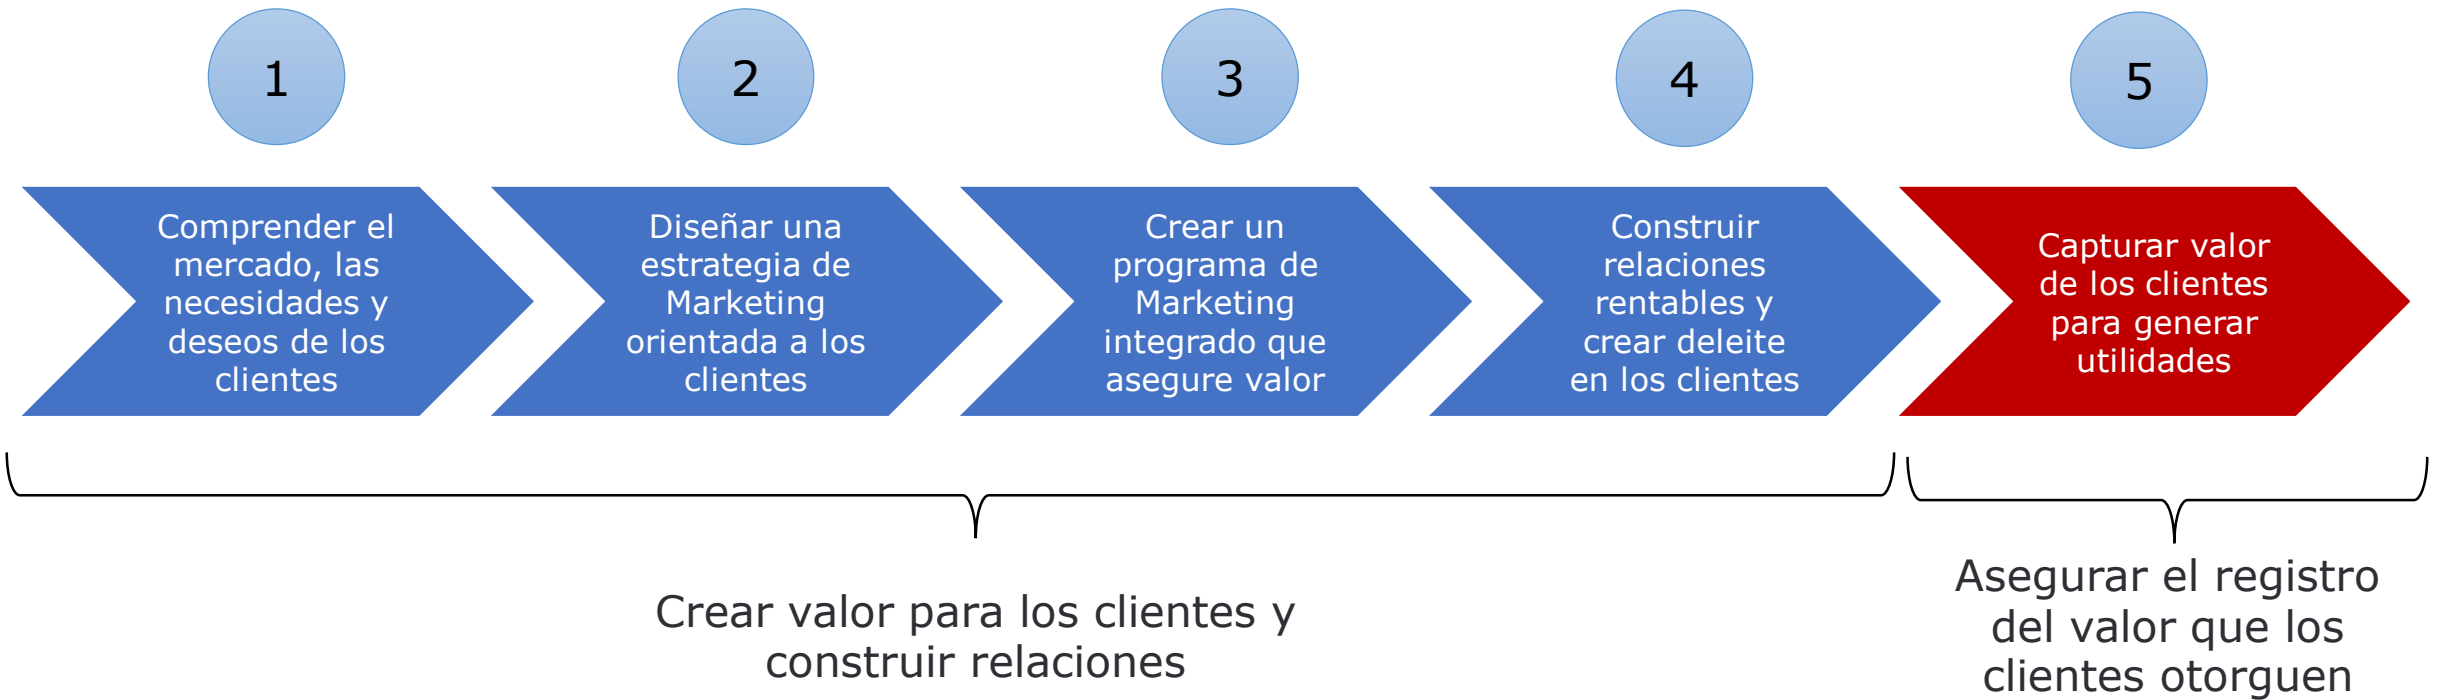 1
2
3
4
5
Comprender el
mercado, las
necesidades y
deseos de los
clientes
Diseñar una
estrategia de
Marketing
orientada a los
clientes
Crear un
programa de
Marketing
integrado que
asegure valor
Construir
relaciones
rentables y
crear deleite
en los clientes
Capturar valor
de los clientes
para generar
utilidades
Crear valor para los clientes y
construir relaciones
Asegurar el registro
del valor que los
clientes otorguen